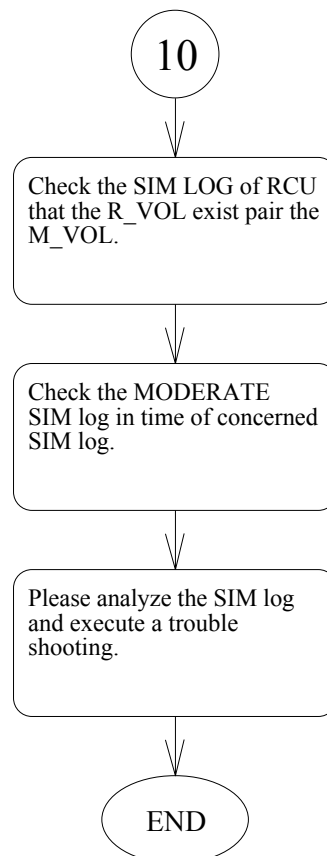 10
Check the SIM LOG of RCU
that the R_VOL exist pair the
M_VOL.
Check the MODERATE
SIM log in time of concerned
SIM log.
Please analyze the SIM log
and execute a trouble
shooting.
END